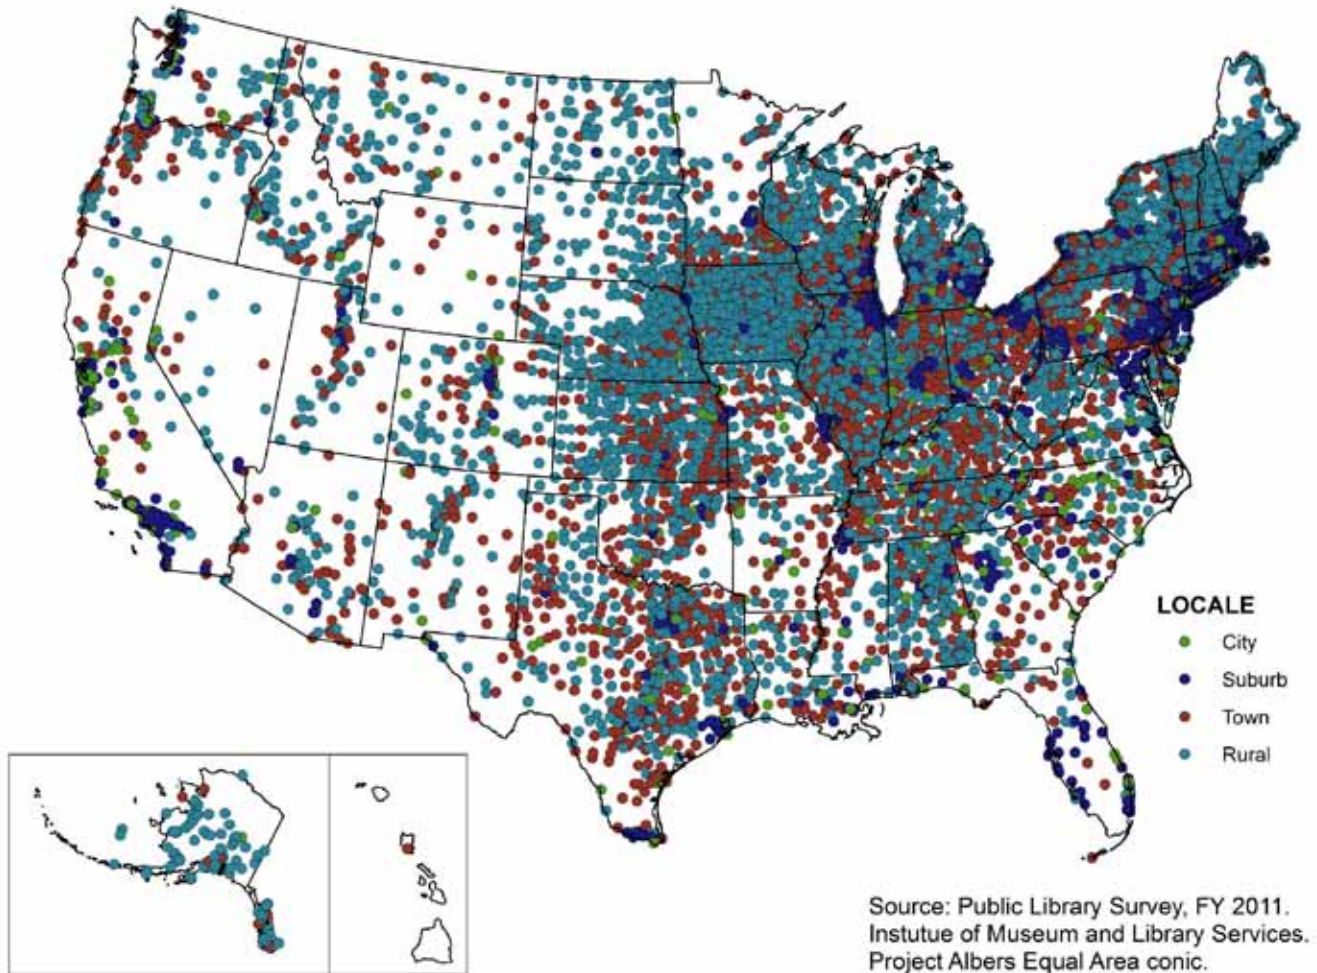 LOCALE
City
Suburb
Town
Rural
Source: Public Library Survey, FY 2011.
Instutue of Museum and Library Services.
Project Albers Equal Area conic.